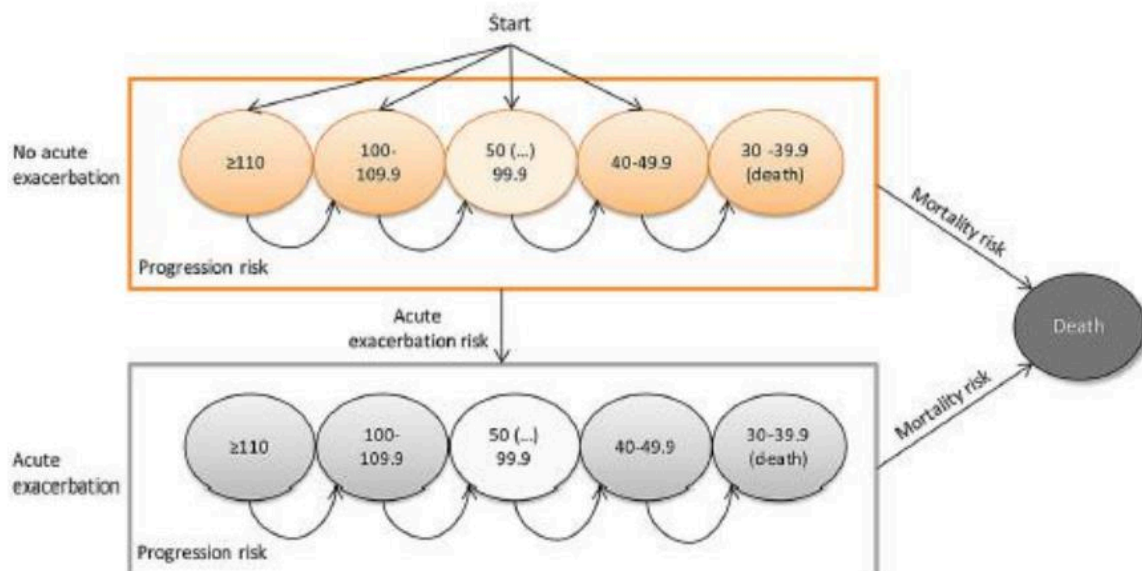 Start
No acute
exacerbation
≥110
100-
109.9
50 (...)
99.9
40-49.9
30 -39.9
(death)
Progression risk
Mortality risk
Acute
exacerbation risk
Death
Mortality risk
Acute
exacerbation
≥110
100-
109.9
50 (...)
99.9
40-49.9
30-39.9
(death)
Progression risk